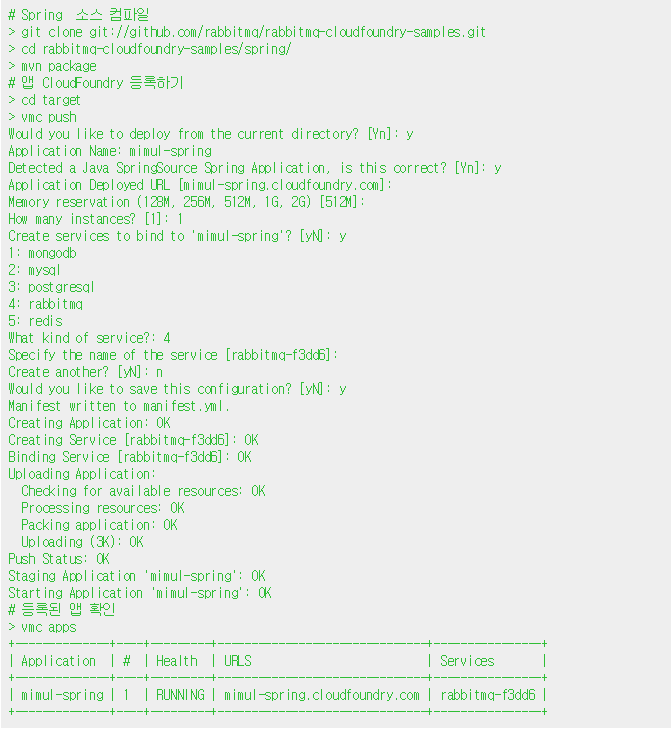 # Spring 소스 컴파일
> git clone git://github.com/rabbitmq/rabbitmq-cloudfoundry-samples.git
> cd rabbitmq-cloudfoundry-samples/spring/
> mvn package
# 앱 CloudFoundry 등록하기
> cd target
> vmc push
Would you like to deploy from the current directory? [Yn]: y
Application Name: mimul-spring
Detected a Java SpringSource Spring Application, is this correct? [Yn]: y
Application Deployed URL [mimul-spring.cloudfoundry.com]:
Memory reservation (128M, 256M, 512M, 1G, 2G) [512M]:
How many instances? [1]: 1
Create services to bind to 'mimul-spring'? [yN]: y
1: mongodb
2: mysql
3: postgresql
4: rabbitmq
5: redis
What kind of service?: 4
Specify the name of the service [rabbitmq-f3dd6]:
Create another? [yN]: n
Would you like to save this configuration? [yN]: y
Manifest written to manifest.yml.
Creating Application: OK
Creating Service [rabbitmq-f3dd6]: OK
Binding Service [rabbitmq-f3dd6]: OK
Uploading Application:
  Checking for available resources: OK
  Processing resources: OK
  Packing application: OK
  Uploading (3K): OK
Push Status: OK
Staging Application 'mimul-spring': OK
Starting Application 'mimul-spring': OK
# 등록된 앱 확인
> vmc apps
+--------------+----+---------+-------------------------------+----------------+
| Application | # | Health | URLS | Services |
+--------------+----+---------+-------------------------------+----------------+
| mimul-spring | 1 | RUNNING | mimul-spring.cloudfoundry.com | rabbitmq-f3dd6 |
+--------------+----+---------+-------------------------------+----------------+